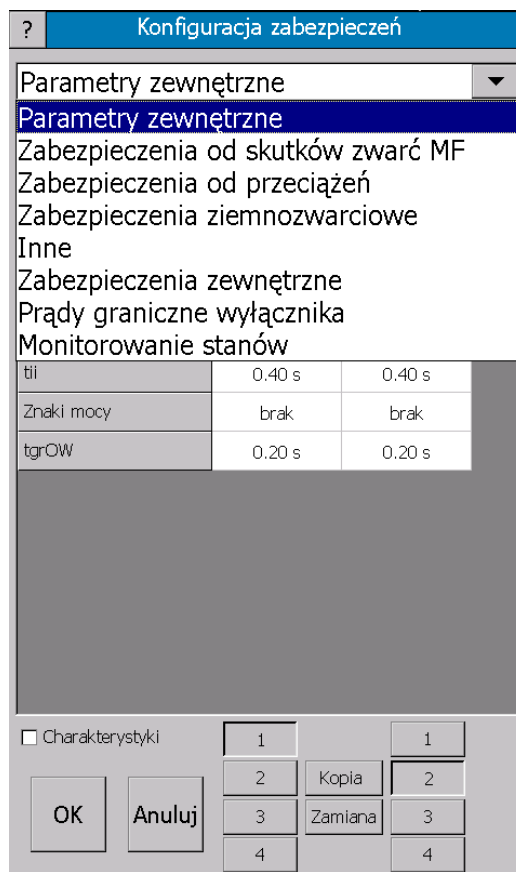 ? Konfiguracja zabezpieczeń
Parametry zewnętrzne
Parametry zewnętrzne
Zabezpieczenia od skutków zwarć MF
Zabezpieczenia od przeciążeń
Zabezpieczenia ziemnozwarciowe
Inne
Zabezpieczenia zewnętrzne
Prądy graniczne wyłącznika
Monitorowanie stanów
tii 0.40 s 0.40 s
Znaki mocy brak brak
tgrOW 0.20 s 0.20 s
Charakterystyki 1 1
2 Kopia 2
OK Anuluj 3 Zamiana 3
4 4